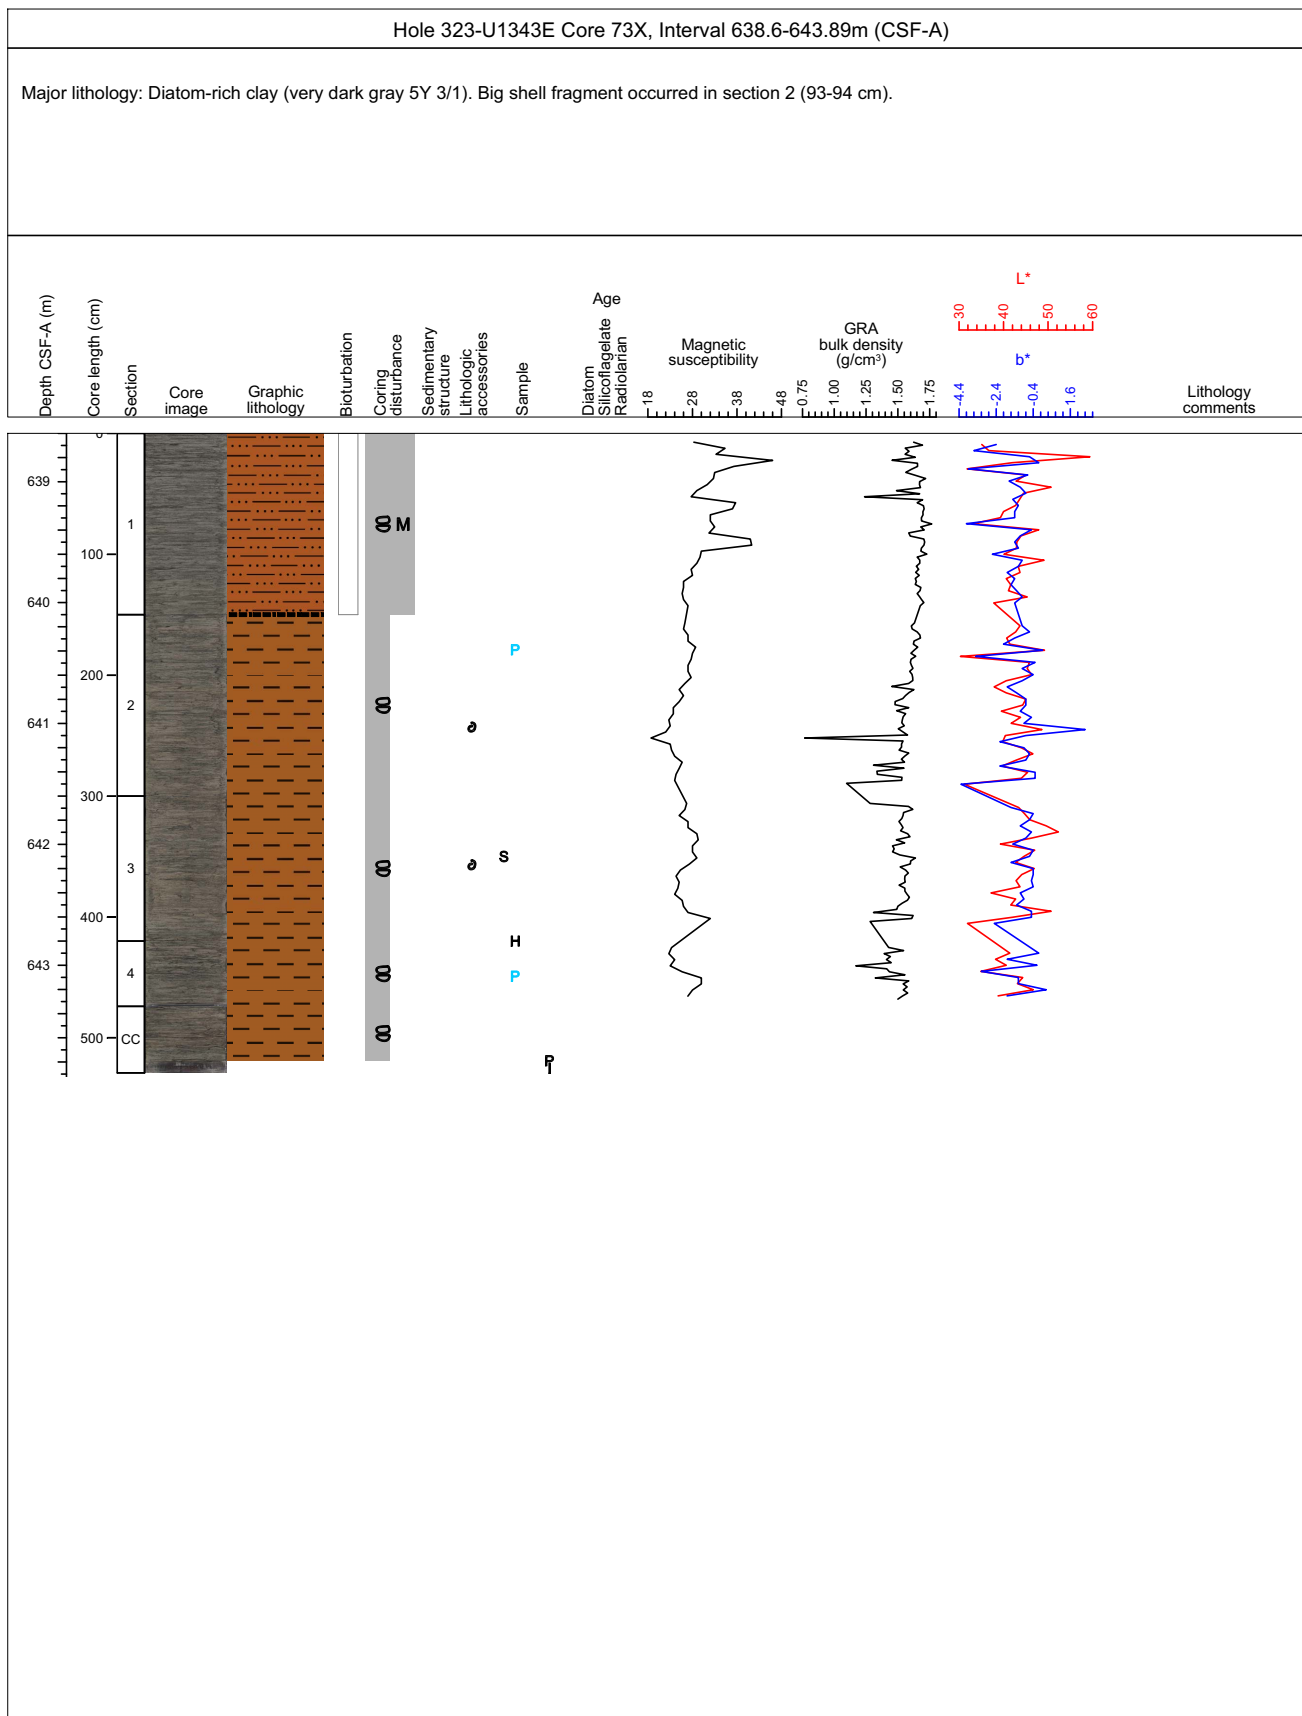 Hole 323-U1343E Core 73X, Interval 638.6-643.89m (CSF-A)
Major lithology: Diatom-rich clay (very dark gray 5Y 3/1). Big shell fragment occurred in section 2 (93-94 cm).
Depth CSF-A (m)
Core length (cm)
Section
Core
image
Graphic
lithology
Bioturbation
Coring
disturbance
Sedimentary
structure
Lithologic
accessories
Sample
Age
Diatom
Silicoflagelate
Radiolarian
Magnetic
susceptibility
18 28 38 48
GRA
bulk density
(g/cm³)
0.75 1.00 1.25 1.50 1.75
L*
30 40 50 60
b*
-4.4 -2.4 -0.4 1.6
Lithology
comments
0
639
1
M
100
640
P
200
2
641
300
642
S
3
400
H
643
4
P
500
CC
P
I